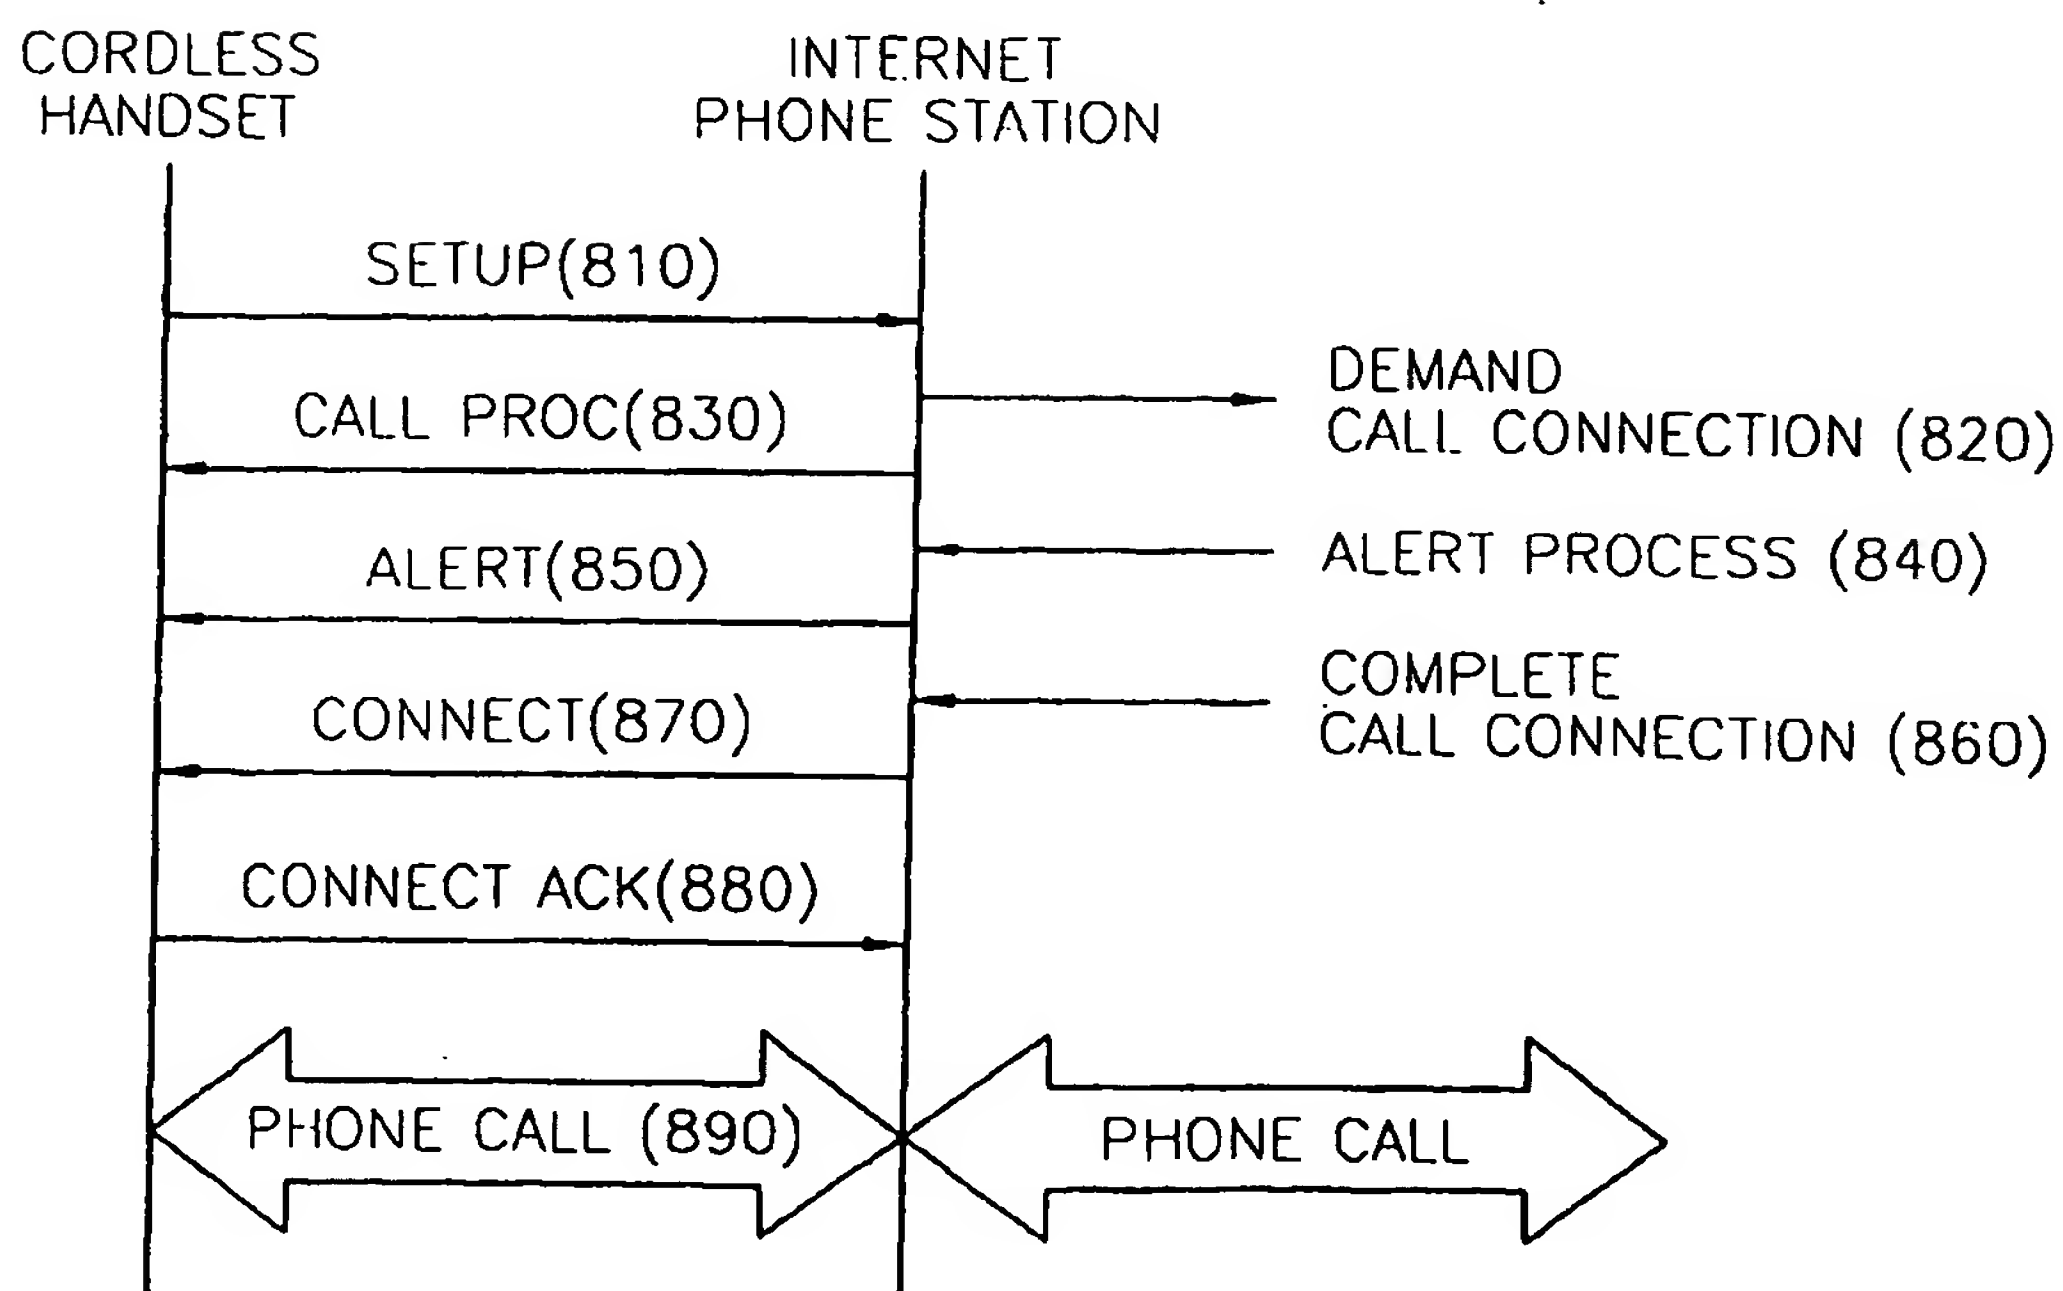 CORDLESS
HANDSET
INTERNET
PHONE STATION
SETUP(810)
DEMAND
CALL CONNECTION (820)
CALL PROC(830)
ALERT PROCESS (840)
ALERT(850)
COMPLETE
CALL CONNECTION (860)
CONNECT(870)
CONNECT ACK(880)
PHONE CALL (890)
PHONE CALL